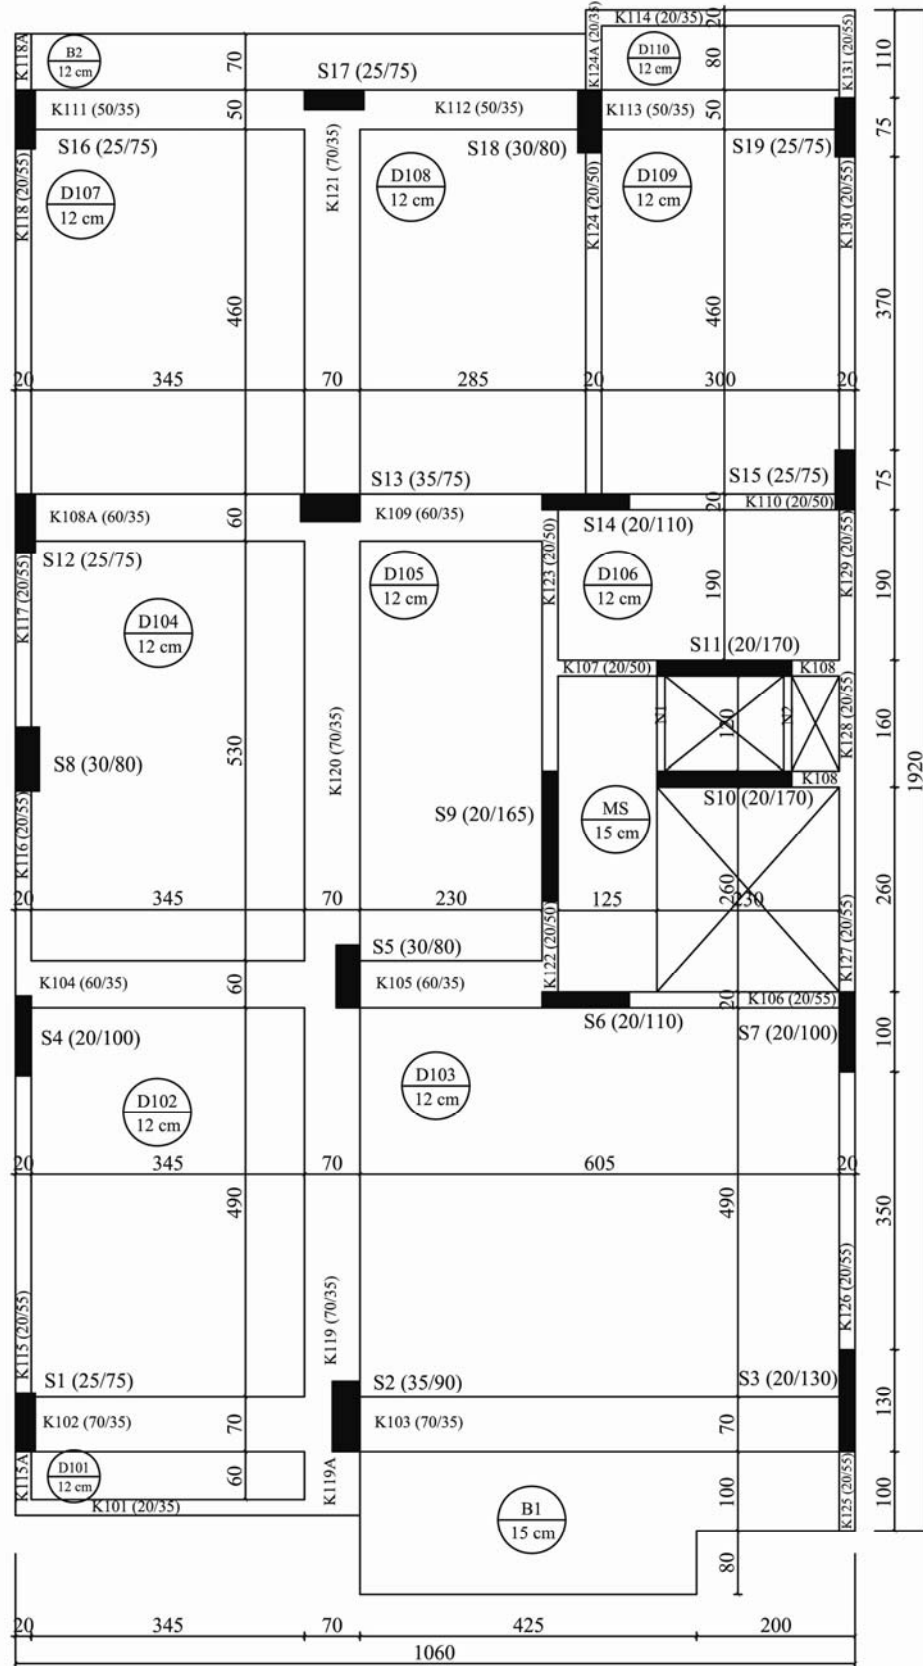 K114 (20/35)
20
K118A
B2
12 cm
70
K124A (20/35)
D110
12 cm
80
K131 (20/55)
110
S17 (25/75)
K111 (50/35)
50
K112 (50/35)
K113 (50/35)
50
75
S16 (25/75)
S18 (30/80)
S19 (25/75)
K118 (20/55)
D107
12 cm
K121 (70/35)
D108
12 cm
K124 (20/50)
D109
12 cm
K130 (20/55)
460
460
370
20
345
70
285
20
300
20
S13 (35/75)
S15 (25/75)
75
K108A (60/35)
60
K109 (60/35)
20
K110 (20/50)
S14 (20/110)
S12 (25/75)
K117 (20/55)
D105
12 cm
K123 (20/50)
D106
12 cm
190
K129 (20/55)
190
D104
12 cm
S11 (20/170)
K107 (20/50)
K108
N1
120
N2
K128 (20/55)
160
1920
S8 (30/80)
530
K120 (70/35)
K108
S10 (20/170)
K116 (20/55)
S9 (20/165)
MS
15 cm
20
345
70
230
125
260
230
260
S5 (30/80)
K122 (20/50)
K127 (20/55)
K104 (60/35)
60
K105 (60/35)
20
K106 (20/55)
S4 (20/100)
S6 (20/110)
S7 (20/100)
100
D102
12 cm
D103
12 cm
20
345
70
605
20
490
490
350
K115 (20/55)
K119 (70/35)
K126 (20/55)
S1 (25/75)
S2 (35/90)
S3 (20/130)
K102 (70/35)
70
K103 (70/35)
70
130
K115A
D101
12 cm
60
K119A
100
K125 (20/55)
100
K101 (20/35)
B1
15 cm
80
20
345
70
425
200
1060